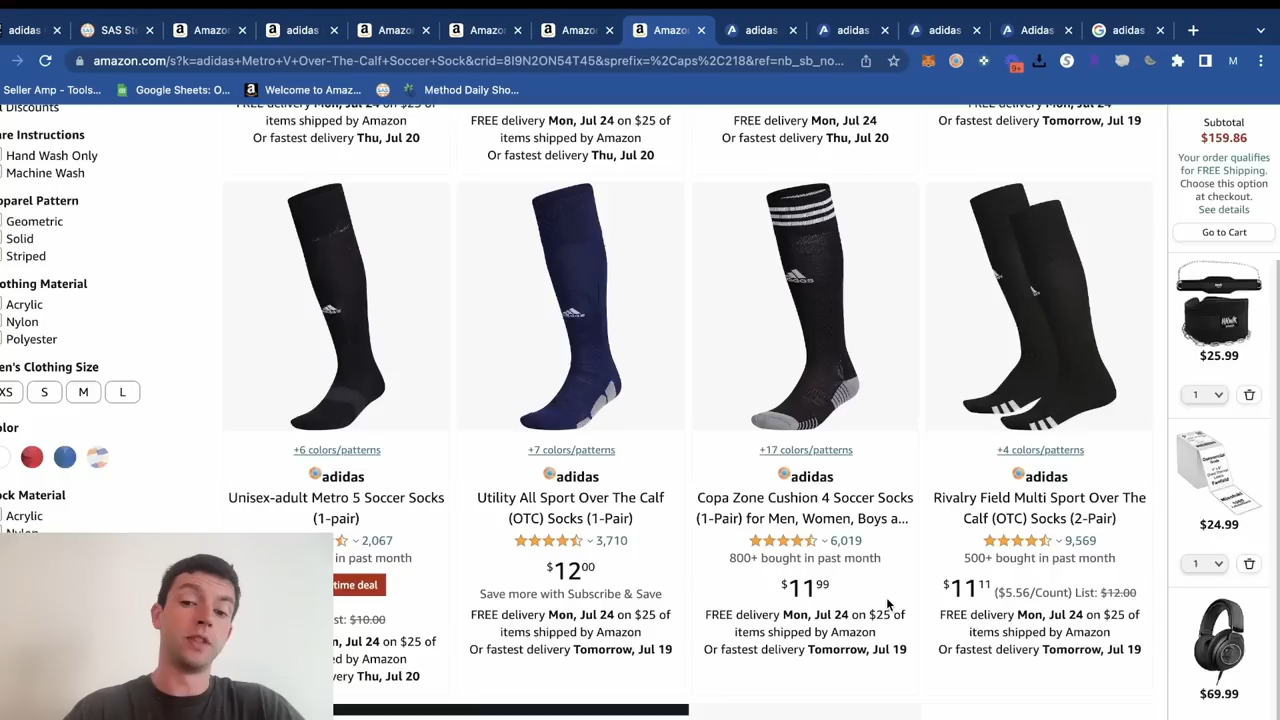 adidas
SAS St
Amazo
adidas
Amazo
Amazo
Amazo
Amazo
adidas
adidas
adidas
Adidas
adidas
amazon.com/s?k=adidas+Metro+V+Over-The-Calf+Soccer+Sock&crid=8I9N2ON54T45&sprefix=%2Caps%2C218&ref=nb_sb_no...
9+
M
Seller Amp - Tools...
Google Sheets: O...
Welcome to Amaz...
Method Daily Sho...
l Discounts
are Instructions
Hand Wash Only
Machine Wash
pparel Pattern
Geometric
Solid
Striped
othing Material
Acrylic
Nylon
Polyester
en's Clothing Size
XS
S
M
L
olor
ock Material
Acrylic
Nylon
FREE delivery Mon, Jul 24 on $25 of
items shipped by Amazon
Or fastest delivery Thu, Jul 20
FREE delivery Mon, Jul 24 on $25 of
items shipped by Amazon
Or fastest delivery Thu, Jul 20
FREE delivery Mon, Jul 24
Or fastest delivery Thu, Jul 20
Jul 24
Or fastest delivery Tomorrow, Jul 19
+6 colors/patterns
adidas
Unisex-adult Metro 5 Soccer Socks
(1-pair)
2,067
in past month
time deal
st: $10.00
n, Jul 24 on $25 of
ed by Amazon
very Thu, Jul 20
adidas
+7 colors/patterns
adidas
Utility All Sport Over The Calf
(OTC) Socks (1-Pair)
3,710
$12.00
Save more with Subscribe & Save
FREE delivery Mon, Jul 24 on $25 of
items shipped by Amazon
Or fastest delivery Tomorrow, Jul 19
adidas
+17 colors/patterns
adidas
Copa Zone Cushion 4 Soccer Socks
(1-Pair) for Men, Women, Boys a...
6,019
800+ bought in past month
$11.99
FREE delivery Mon, Jul 24 on $25 of
items shipped by Amazon
Or fastest delivery Tomorrow, Jul 19
+4 colors/patterns
adidas
Rivalry Field Multi Sport Over The
Calf (OTC) Socks (2-Pair)
9,569
500+ bought in past month
$11.11 ($5.56/Count) List: $12.00
FREE delivery Mon, Jul 24 on $25 of
items shipped by Amazon
Or fastest delivery Tomorrow, Jul 19
Subtotal
$159.86
Your order qualifies
for FREE Shipping.
Choose this option
at checkout.
See details
Go to Cart
$25.99
1
$24.99
1
$69.99